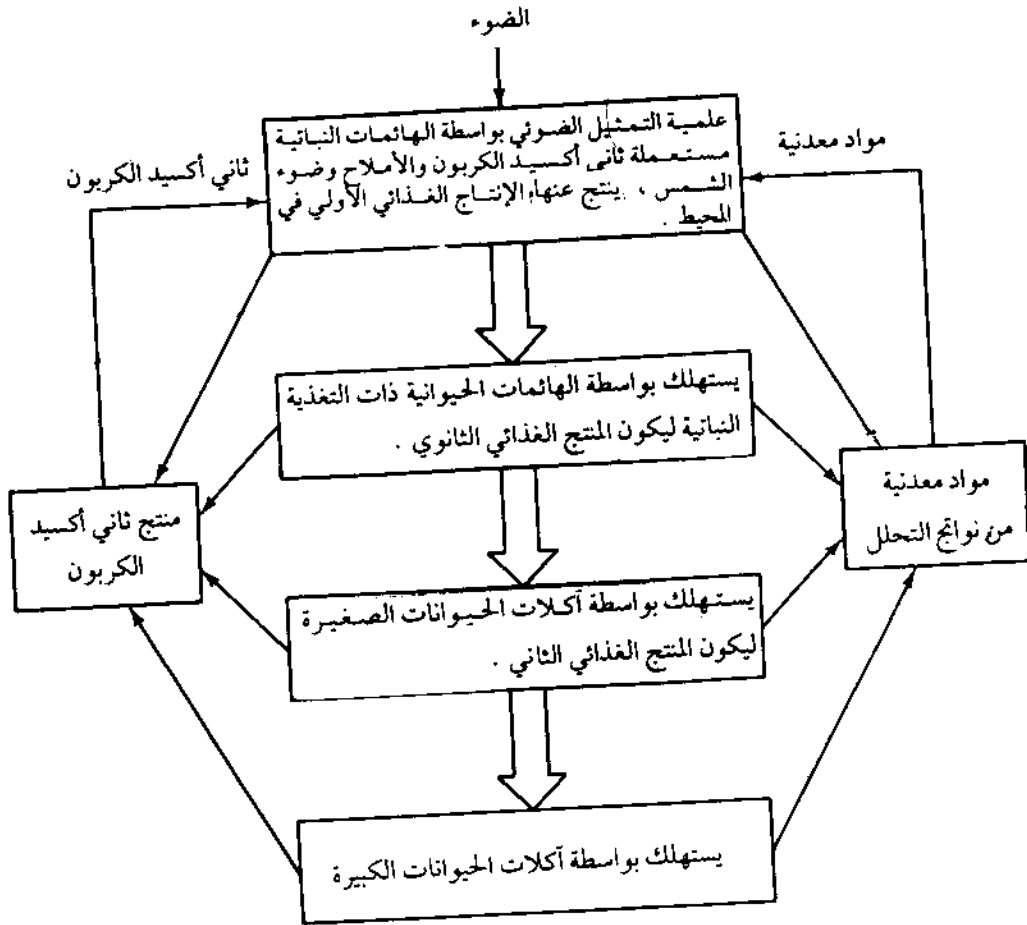 الضوء
علمية التمثيل الضوئي بواسطة الهائمات النباتية
مستعملة ثاني أكسيد الكربون والأملاح وضوء
الشمس ، ينتج عنها الإنتاج الغذائي الأولي في
المحيط .
مواد معدنية
ثاني أكسيد الكربون
يستهلك بواسطة الهائمات الحيوانية ذات التغذية
النباتية ليكون المنتج الغذائي الثانوي .
مواد معدنية
من نواتج التحلل
منتج ثاني أكسيد
الكربون
يستهلك بواسطة آكلات الحيوانات الصغيرة
ليكون المنتج الغذائي الثاني .
يستهلك بواسطة آكلات الحيوانات الكبيرة